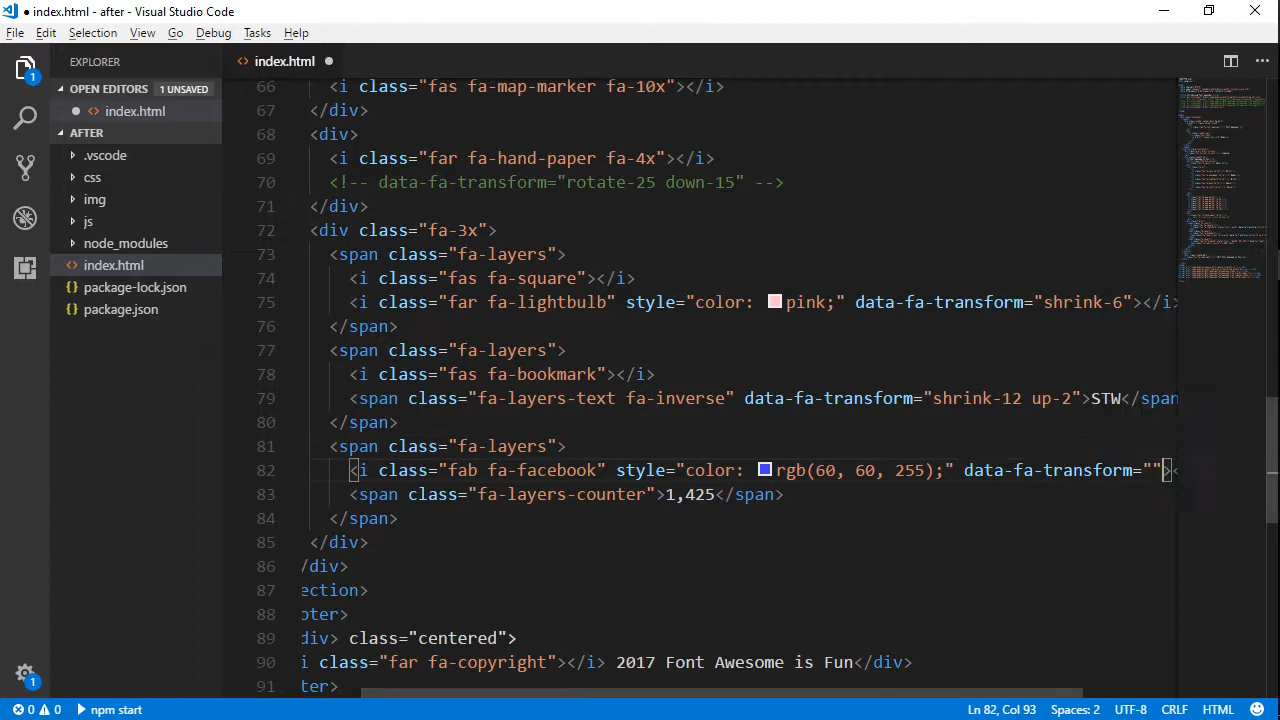 ● index.html - after - Visual Studio Code
File Edit Selection View Go Debug Tasks Help
EXPLORER
index.html ●
OPEN EDITORS 1 UNSAVED
● index.html
AFTER
.vscode
css
img
js
node_modules
index.html
package-lock.json
package.json
1
1
66 <i class="fas fa-map-marker fa-10x"></i>
67 </div>
68 <div>
69 <i class="far fa-hand-paper fa-4x"></i>
70 <!-- data-fa-transform="rotate-25 down-15" -->
71 </div>
72 <div class="fa-3x">
73 <span class="fa-layers">
74 <i class="fas fa-square"></i>
75 <i class="far fa-lightbulb" style="color: pink;" data-fa-transform="shrink-6"></i>
76 </span>
77 <span class="fa-layers">
78 <i class="fas fa-bookmark"></i>
79 <span class="fa-layers-text fa-inverse" data-fa-transform="shrink-12 up-2">STW</span
80 </span>
81 <span class="fa-layers">
82 <i class="fab fa-facebook" style="color: rgb(60, 60, 255);" data-fa-transform=""><
83 <span class="fa-layers-counter">1,425</span>
84 </span>
85 </div>
86 /div>
87 ection>
88 oter>
89 div> class="centered">
90 i class="far fa-copyright"></i> 2017 Font Awesome is Fun</div>
91 ter>
0 0 npm start Ln 82, Col 93 Spaces: 2 UTF-8 CRLF HTML